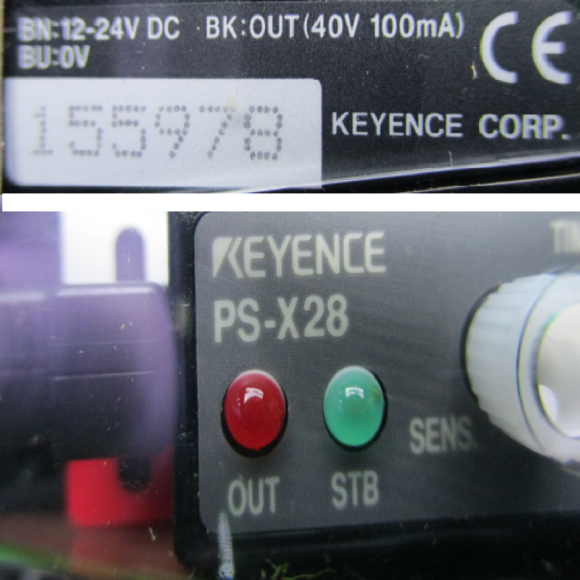 BN:12-24V DC BK:OUT(40V 100mA)
BU:0V
CE
155978
KEYENCE CORP.
KEYENCE
PS-X28
SENS.
OUT STB